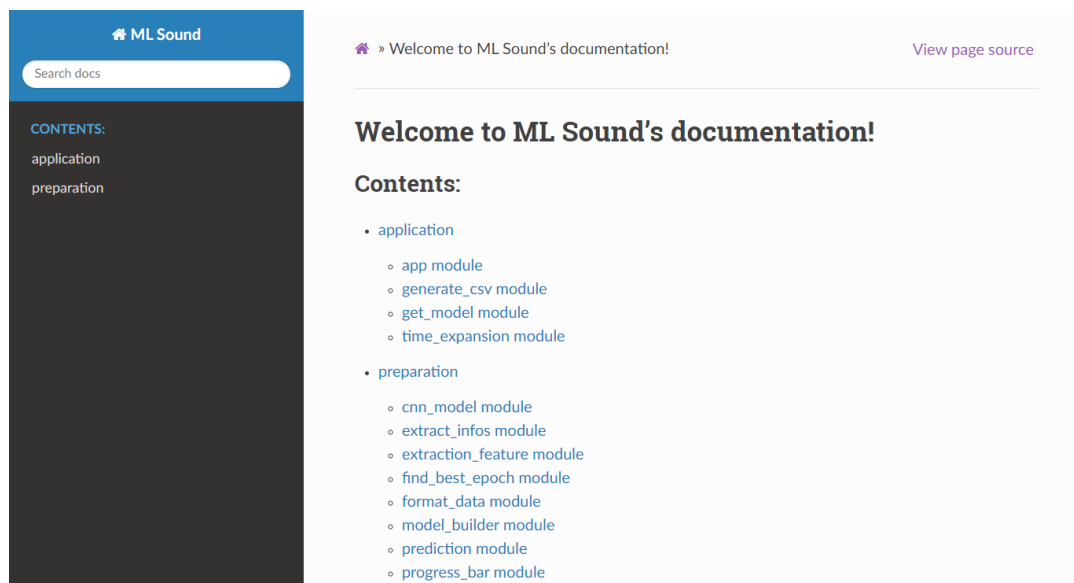 ML Sound
Search docs
CONTENTS:
application
preparation
» Welcome to ML Sound’s documentation!
View page source
Welcome to ML Sound’s documentation!
Contents:
• application
◦ app module
◦ generate_csv module
◦ get_model module
◦ time_expansion module
• preparation
◦ cnn_model module
◦ extract_infos module
◦ extraction_feature module
◦ find_best_epoch module
◦ format_data module
◦ model_builder module
◦ prediction module
◦ progress_bar module